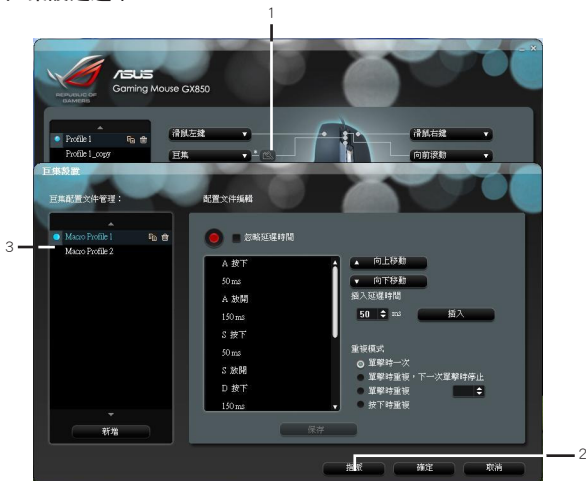 1
ASUS
Gaming Mouse GX850
REPUBLIC OF
GAMERS
Profile 1
Profile 1_copy
滑鼠左鍵
巨集
滑鼠右鍵
向前滾動
巨集設置
巨集配置文件管理：
配置文件編輯
3
Macro Profile 1
Macro Profile 2
新增
忽略延遲時間
A 按下
50 ms
A 放開
150 ms
S 按下
50 ms
S 放開
D 按下
150 ms
向上移動
向下移動
插入延遲時間
50 ms
插入
重複模式
單擊時一次
單擊時重複，下一次單擊時停止
單擊時重複
按下時重複
保存
2
指派
確定
取消